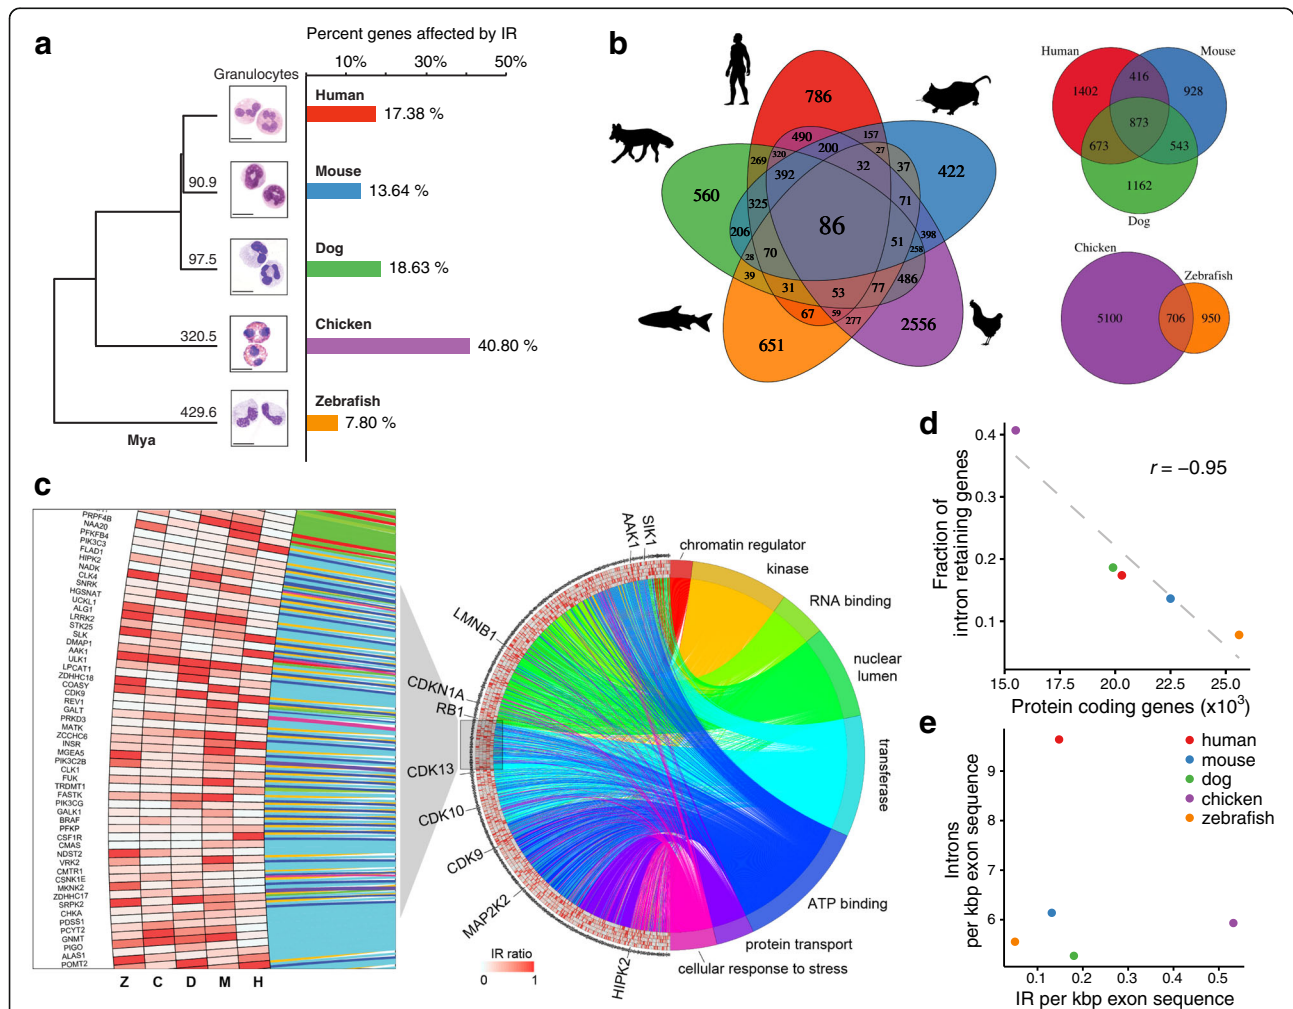 a
Percent genes affected by IR
10% 20% 30% 40% 50%
Granulocytes
Human
17.38 %
Mouse
13.64 %
90.9
Dog
18.63 %
97.5
Chicken
40.80 %
320.5
Zebrafish
7.80 %
429.6
Mya
b
786
490
200
157
27
422
269
320
392
32
37
560
325
71
206
86
398
51
258
28
70
39
31
53
77
486
67
59
277
651
2556
Human
Mouse
416
1402
928
873
673
543
1162
Dog
Chicken
Zebrafish
5100
706
950
c
PRPF4B
NAA20
PFKFB4
PIK3C3
FLAD1
HIPK2
NADK
CLK4
SNRK
HGSNAT
UCKL1
ALG1
LRRK2
STK25
SLK
DMAP1
AAK1
ULK1
LPCAT1
ZDHHC18
COASY
CDK9
REV1
GALT
PRKD3
MATK
ZCCHC6
INSR
MGEA5
PIK3C2B
CLK1
FUK
TRDMT1
FASTK
PIK3CG
GALK1
BRAF
PFKP
CSF1R
CMAS
NDST2
VRK2
CMTR1
CSNK1E
MKNK2
ZDHHC17
SRPK2
CHKA
PDSS1
PCYT2
GNMT
PIGO
ALAS1
POMT2
Z C D M H
AAK1
SIK1
LMNB1
CDKN1A
RB1
CDK13
CDK10
CDK9
MAP2K2
HIPK2
chromatin regulator
kinase
RNA binding
nuclear
lumen
transferase
ATP binding
protein transport
cellular response to stress
IR ratio
0 1
d
Fraction of
intron retaining genes
0.4
0.3
0.2
0.1
r = −0.95
15.0 17.5 20.0 22.5 25.0
Protein coding genes (x10³)
e
Introns
per kbp exon sequence
9
8
7
6
human
mouse
dog
chicken
zebrafish
0.1 0.2 0.3 0.4 0.5
IR per kbp exon sequence